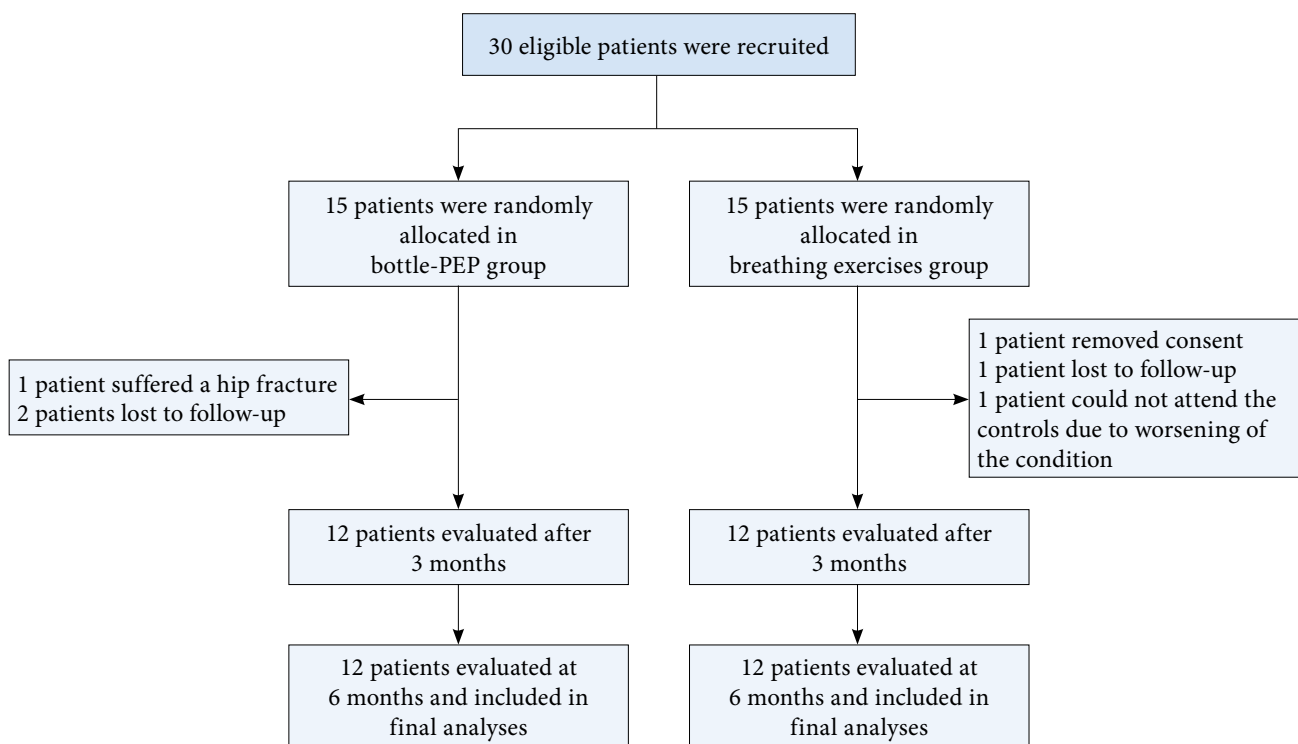 30 eligible patients were recruited
15 patients were randomly
allocated in
bottle-PEP group
15 patients were randomly
allocated in
breathing exercises group
1 patient suffered a hip fracture
2 patients lost to follow-up
1 patient removed consent
1 patient lost to follow-up
1 patient could not attend the
controls due to worsening of
the condition
12 patients evaluated after
3 months
12 patients evaluated after
3 months
12 patients evaluated at
6 months and included in
final analyses
12 patients evaluated at
6 months and included in
final analyses